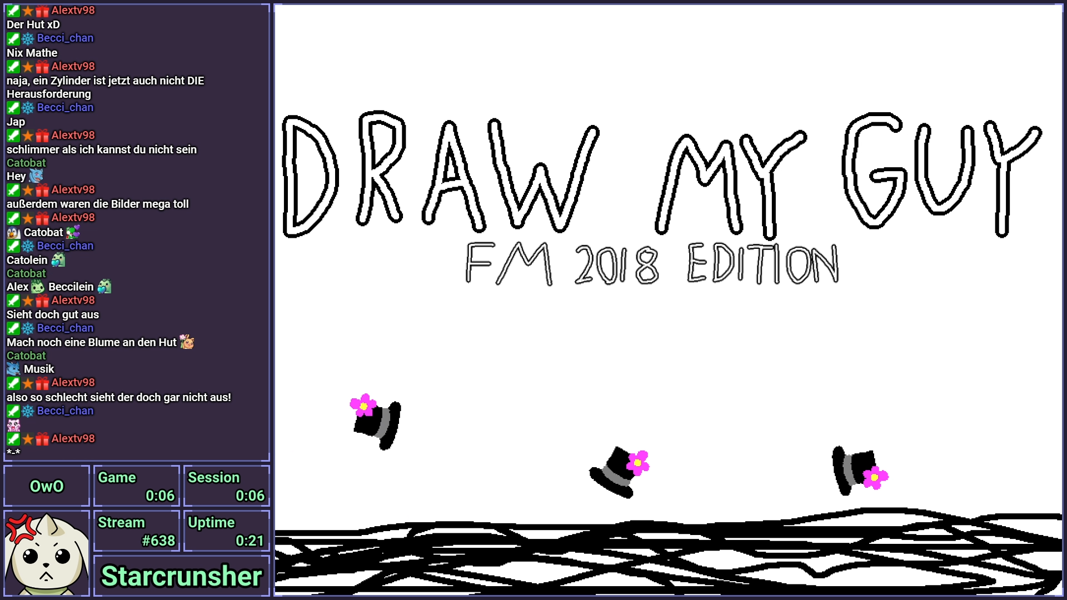 Alextv98
Der Hut xD
Becci_chan
Nix Mathe
Alextv98
naja, ein Zylinder ist jetzt auch nicht DIE
Herausforderung
Becci_chan
Jap
Alextv98
schlimmer als ich kannst du nicht sein
Catobat
Hey
Alextv98
außerdem waren die Bilder mega toll
Alextv98
Catobat
Becci_chan
Catolein
Catobat
Alex Beccilein
Alextv98
Sieht doch gut aus
Becci_chan
Mach noch eine Blume an den Hut
Catobat
Musik
Alextv98
also so schlecht sieht der doch gar nicht aus!
Becci_chan
Alextv98
*-*
OwO
Game
0:06
Session
0:06
Stream
#638
Uptime
0:21
Starcrunsher
DRAW MY GUY
FM 2018 EDITION